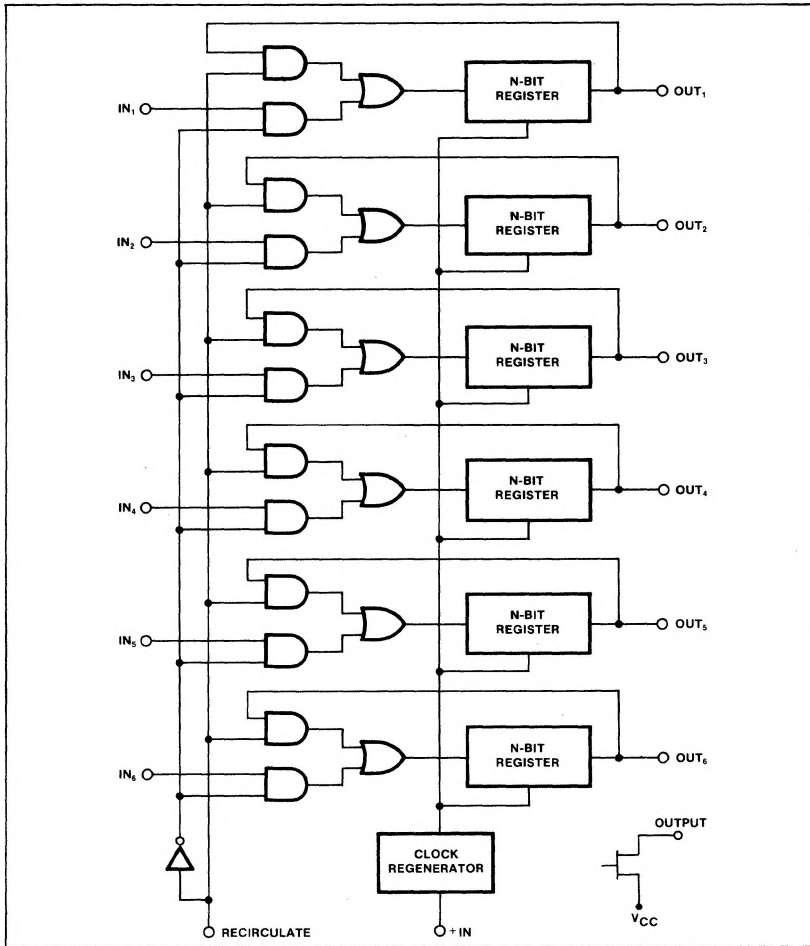 N-BIT
REGISTER
IN₁
OUT₁
N-BIT
REGISTER
IN₂
OUT₂
N-BIT
REGISTER
IN₃
OUT₃
N-BIT
REGISTER
IN₄
OUT₄
N-BIT
REGISTER
IN₅
OUT₅
N-BIT
REGISTER
IN₆
OUT₆
CLOCK
REGENERATOR
OUTPUT
VCC
RECIRCULATE
+ IN